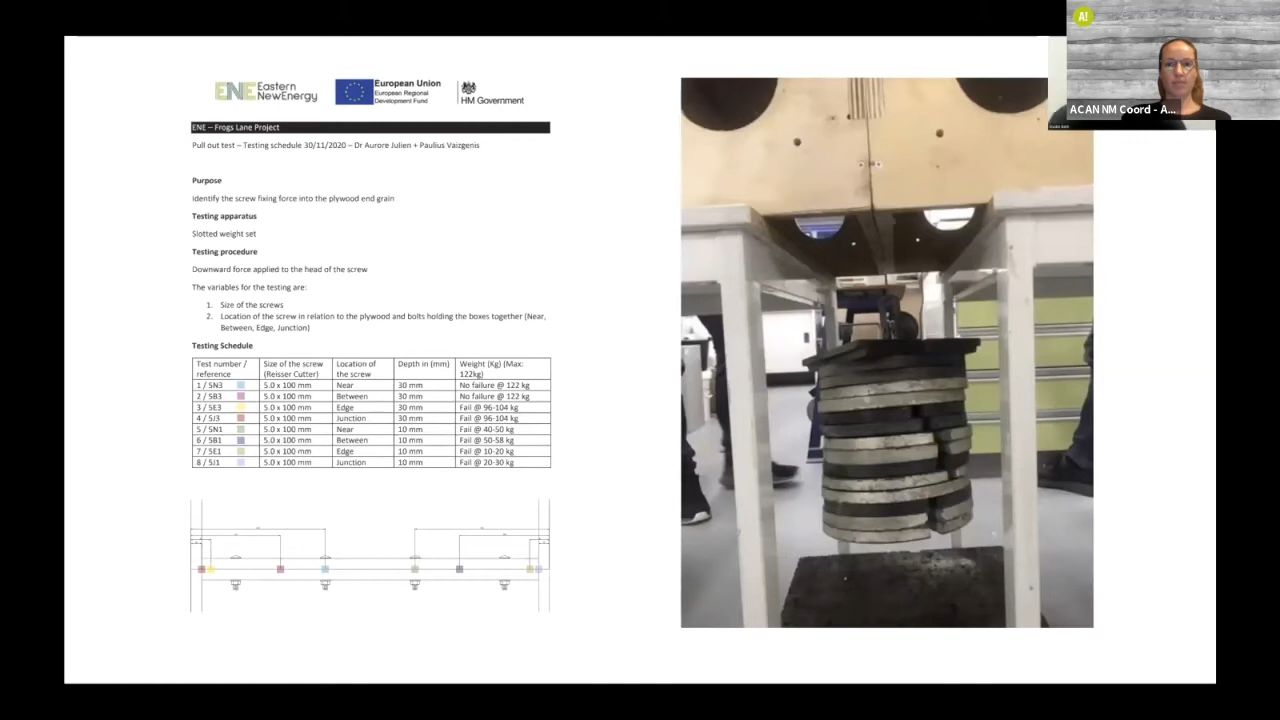 ENE Eastern
NewEnergy
European Union
European Regional
Development Fund
HM Government
A!
ACAN NM Coord - A...
ENE – Frogs Lane Project
Pull out test – Testing schedule 30/11/2020 – Dr Aurore Julien + Paulius Vaizgenis
Purpose
Identify the screw fixing force into the plywood end grain
Testing apparatus
Slotted weight set
Testing procedure
Downward force applied to the head of the screw
The variables for the testing are:
1. Size of the screws
2. Location of the screw in relation to the plywood and bolts holding the boxes together (Near,
Between, Edge, Junction)
Testing Schedule
Test number / Size of the screw Location of Depth in (mm) Weight (Kg) (Max:
reference (Reisser Cutter) the screw 122kg)
1 / 5N3 5.0 x 100 mm Near 30 mm No failure @ 122 kg
2 / 5B3 5.0 x 100 mm Between 30 mm No failure @ 122 kg
3 / 5E3 5.0 x 100 mm Edge 30 mm Fail @ 96-104 kg
4 / 5J3 5.0 x 100 mm Junction 30 mm Fail @ 96-104 kg
5 / 5N1 5.0 x 100 mm Near 10 mm Fail @ 40-50 kg
6 / 5B1 5.0 x 100 mm Between 10 mm Fail @ 50-58 kg
7 / 5E1 5.0 x 100 mm Edge 10 mm Fail @ 10-20 kg
8 / 5J1 5.0 x 100 mm Junction 10 mm Fail @ 20-30 kg